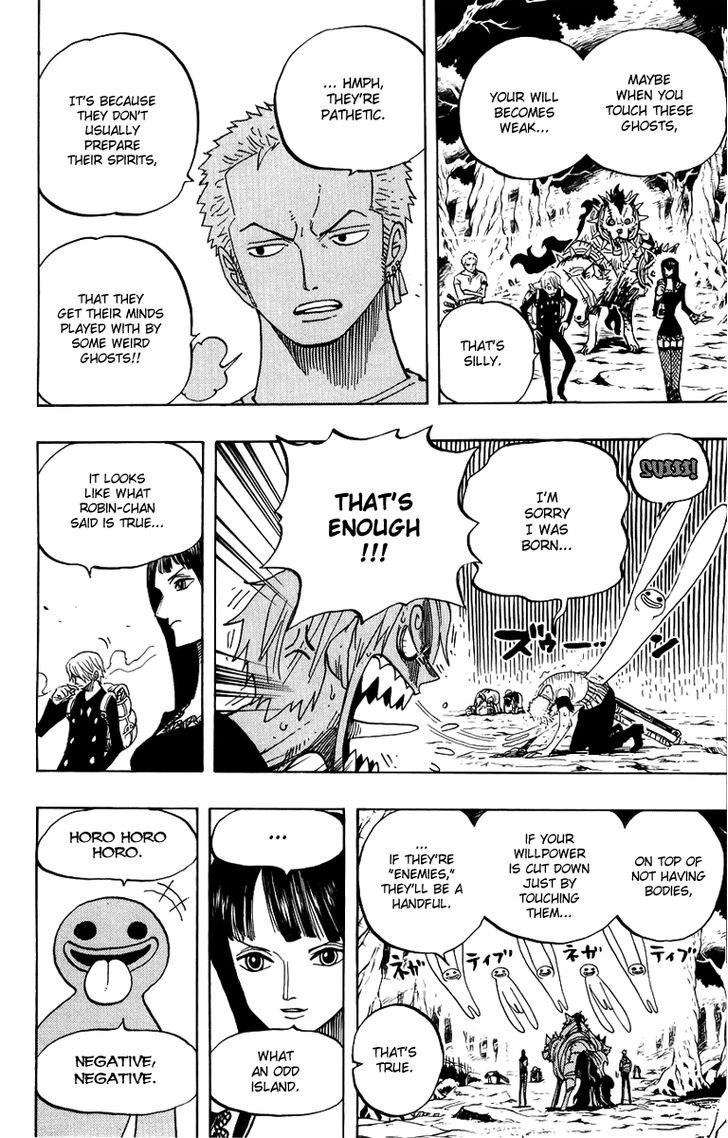 MAYBE
WHEN YOU
TOUCH THESE
GHOSTS,
YOUR WILL
BECOMES
WEAK...
THAT'S
SILLY.
... HMPH,
THEY'RE
PATHETIC.
IT'S BECAUSE
THEY DON'T
USUALLY
PREPARE
THEIR SPIRITS,
THAT THEY
GET THEIR MINDS
PLAYED WITH BY
SOME WEIRD
GHOSTS!!
I'M
SORRY
I WAS
BORN...
ズゥーーン
THAT'S
ENOUGH
!!!
IT LOOKS
LIKE WHAT
ROBIN-CHAN
SAID IS TRUE...
ON TOP OF
NOT HAVING
BODIES,
IF YOUR
WILLPOWER
IS CUT DOWN
JUST BY
TOUCHING
THEM...
...
IF THEY'RE
"ENEMIES,"
THEY'LL BE A
HANDFUL.
ネガ
ティブ
ネガ
ティブ
THAT'S
TRUE.
...
WHAT
AN ODD
ISLAND.
HORO HORO
HORO.
NEGATIVE,
NEGATIVE.